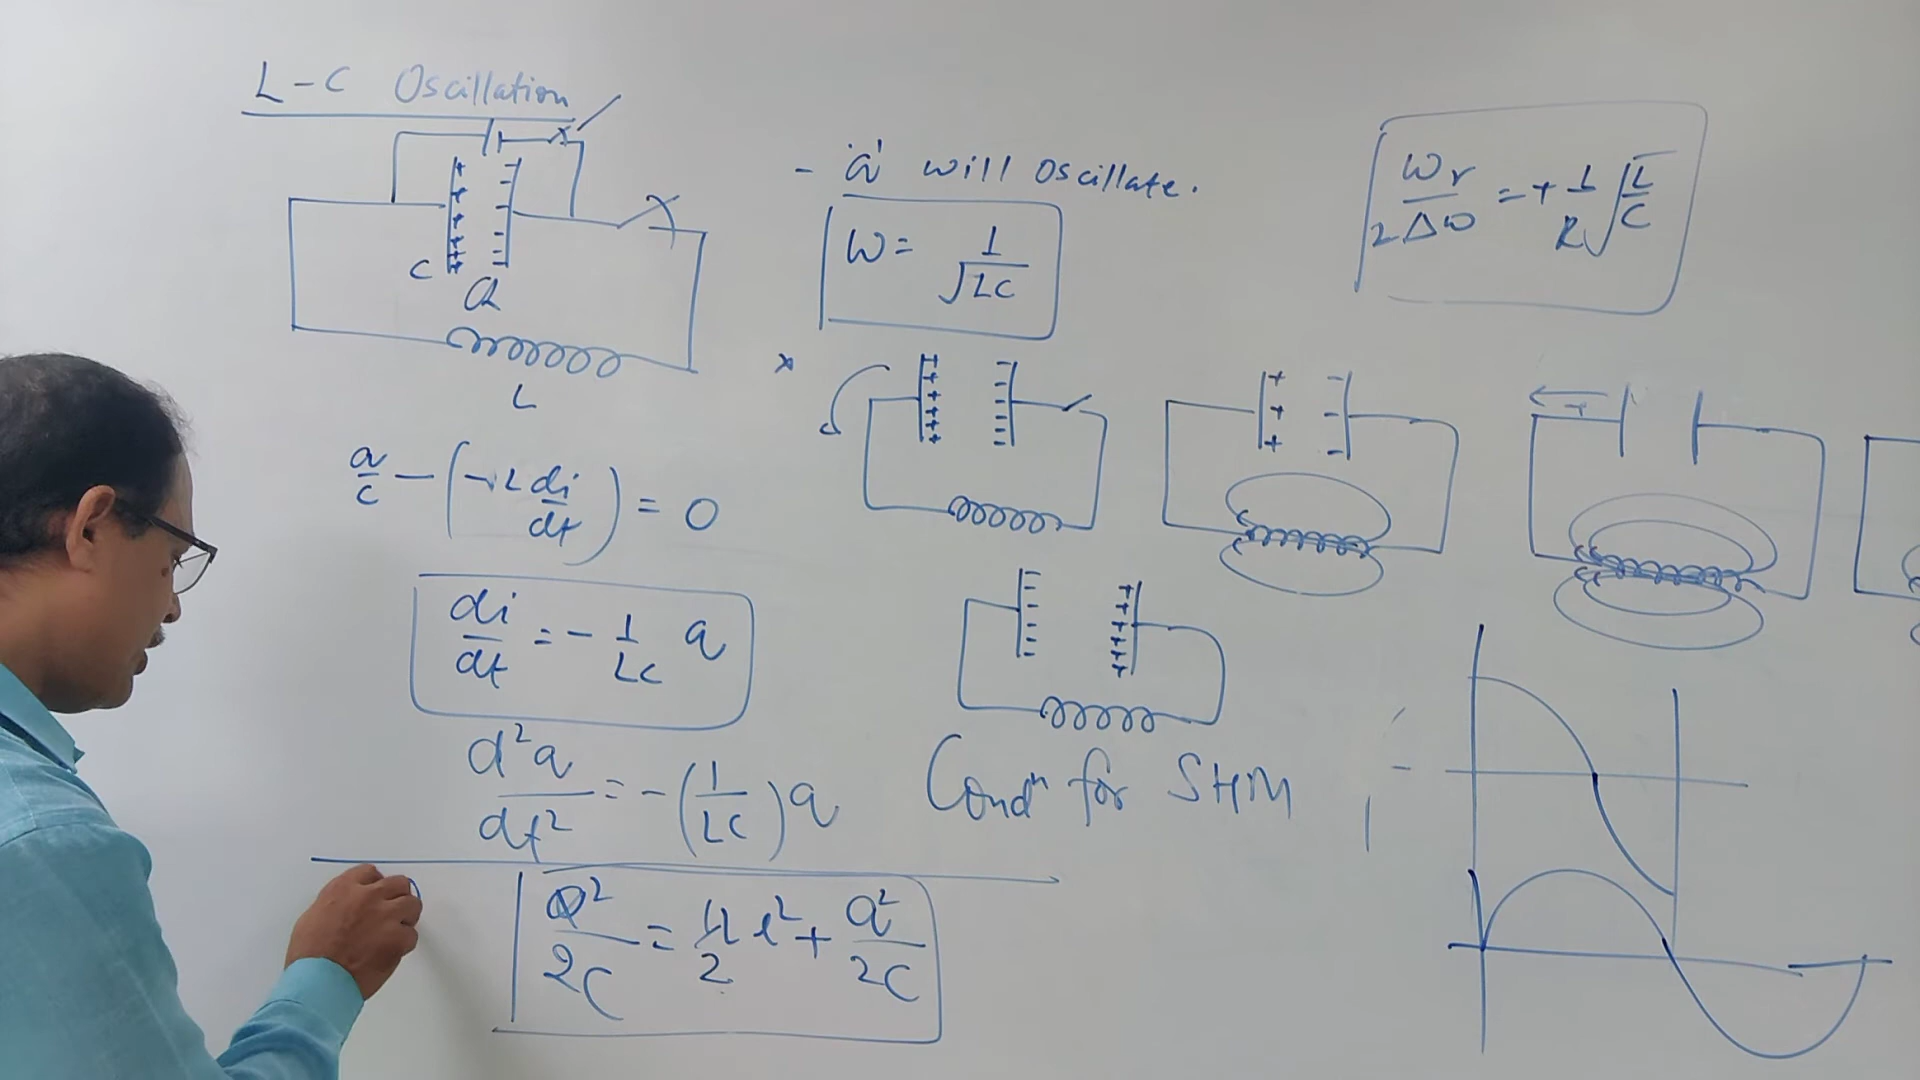 L-C Oscillation
C
Q
L
- 'q' will oscillate.
ω = 1/√LC
ωr/2Δω = + 1/R √L/C
q/c - (-L di/dt) = 0
di/dt = - 1/LC q
d²q/dt² = - (1/LC) q
Condⁿ for SHM
Q²/2C = 1/2 L i² + q²/2C